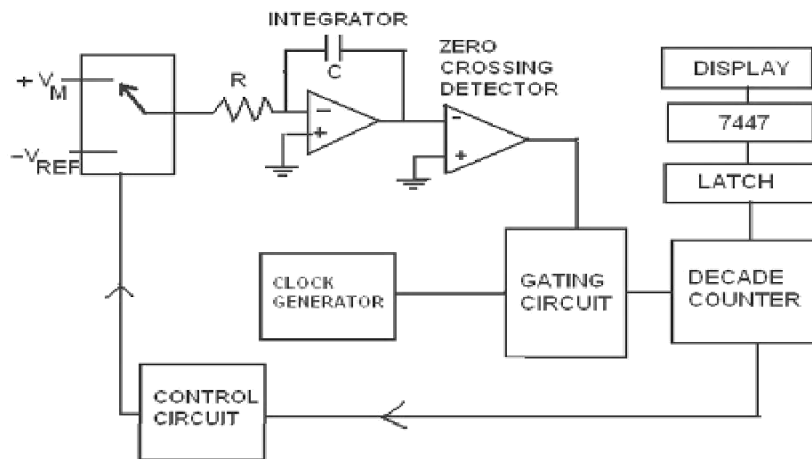 INTEGRATOR
C
ZERO
CROSSING
DETECTOR
DISPLAY
7447
LATCH
+ VM
R
- +
- +
-VREF
CLOCK
GENERATOR
GATING
CIRCUIT
DECADE
COUNTER
CONTROL
CIRCUIT